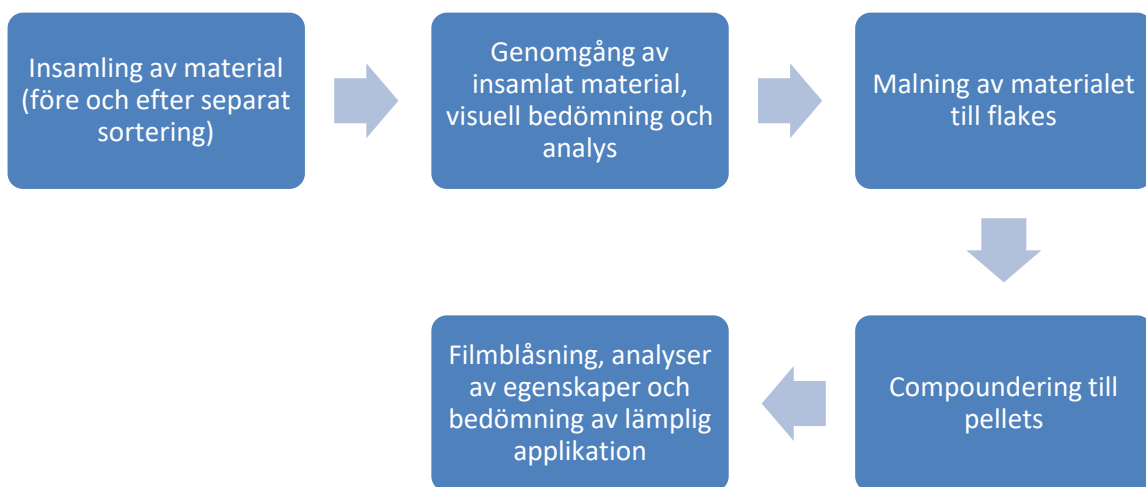 Insamling av material
(före och efter separat
sortering)
Genomgång av
insamlat material,
visuell bedömning och
analys
Malning av materialet
till flakes
Compoundering till
pellets
Filmblåsning, analyser
av egenskaper och
bedömning av lämplig
applikation